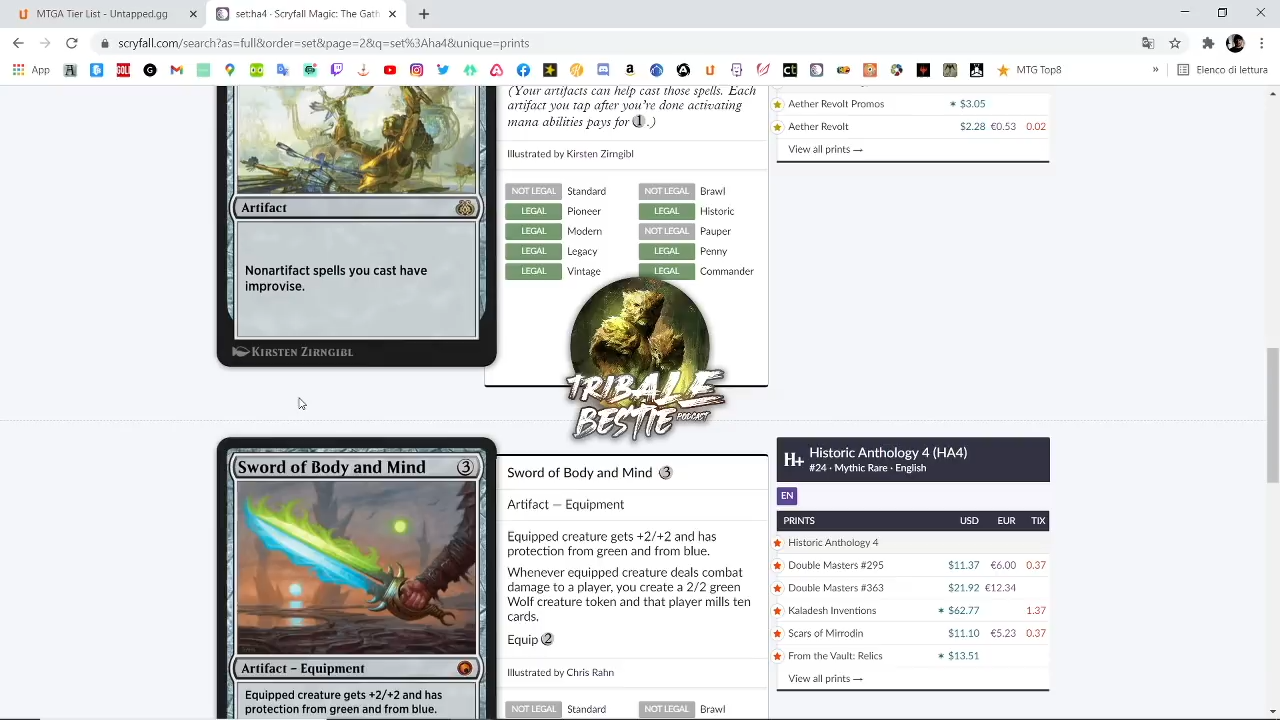 MTGA Tier List - Untapped.gg
set:ha4 - Scryfall Magic: The Gath
scryfall.com/search?as=full&order=set&page=2&q=set%3Aha4&unique=prints
App
GOL
MTG Top8
»
Elenco di lettura
Artifact
Nonartifact spells you cast have
improvise.
KIRSTEN ZIRNGIBL
(Your artifacts can help cast those spells. Each
artifact you tap after you're done activating
mana abilities pays for 1.)
Illustrated by Kirsten Zirngibl
NOT LEGAL Standard NOT LEGAL Brawl
LEGAL Pioneer LEGAL Historic
LEGAL Modern NOT LEGAL Pauper
LEGAL Legacy LEGAL Penny
LEGAL Vintage LEGAL Commander
Aether Revolt Promos $3.05
Aether Revolt $2.28 €0.53 0.02
View all prints →
TRIBALE
BESTIE
PODCAST
Sword of Body and Mind 3
Artifact – Equipment
Equipped creature gets +2/+2 and has
protection from green and from blue.
Sword of Body and Mind 3
Artifact — Equipment
Equipped creature gets +2/+2 and has
protection from green and from blue.
Whenever equipped creature deals combat
damage to a player, you create a 2/2 green
Wolf creature token and that player mills ten
cards.
Equip 2
Illustrated by Chris Rahn
NOT LEGAL Standard NOT LEGAL Brawl
H+ Historic Anthology 4 (HA4)
#24 · Mythic Rare · English
EN
PRINTS USD EUR TIX
Historic Anthology 4
Double Masters #295 $11.37 €6.00 0.37
Double Masters #363 $21.92 €12.34
Kaladesh Inventions $62.77 1.37
Scars of Mirrodin $11.10 €5.23 0.37
From the Vault: Relics $13.51
View all prints →